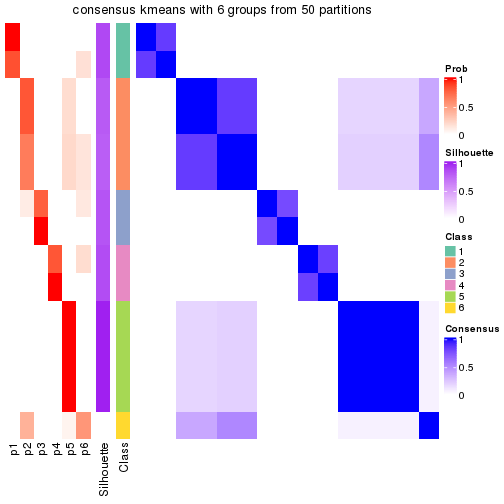 consensus kmeans with 6 groups from 50 partitions
Prob
1
0.5
0
Silhouette
1
0.5
0
Class
1
2
3
4
5
6
Consensus
1
0.5
0
p1
p2
p3
p4
p5
p6
Silhouette
Class